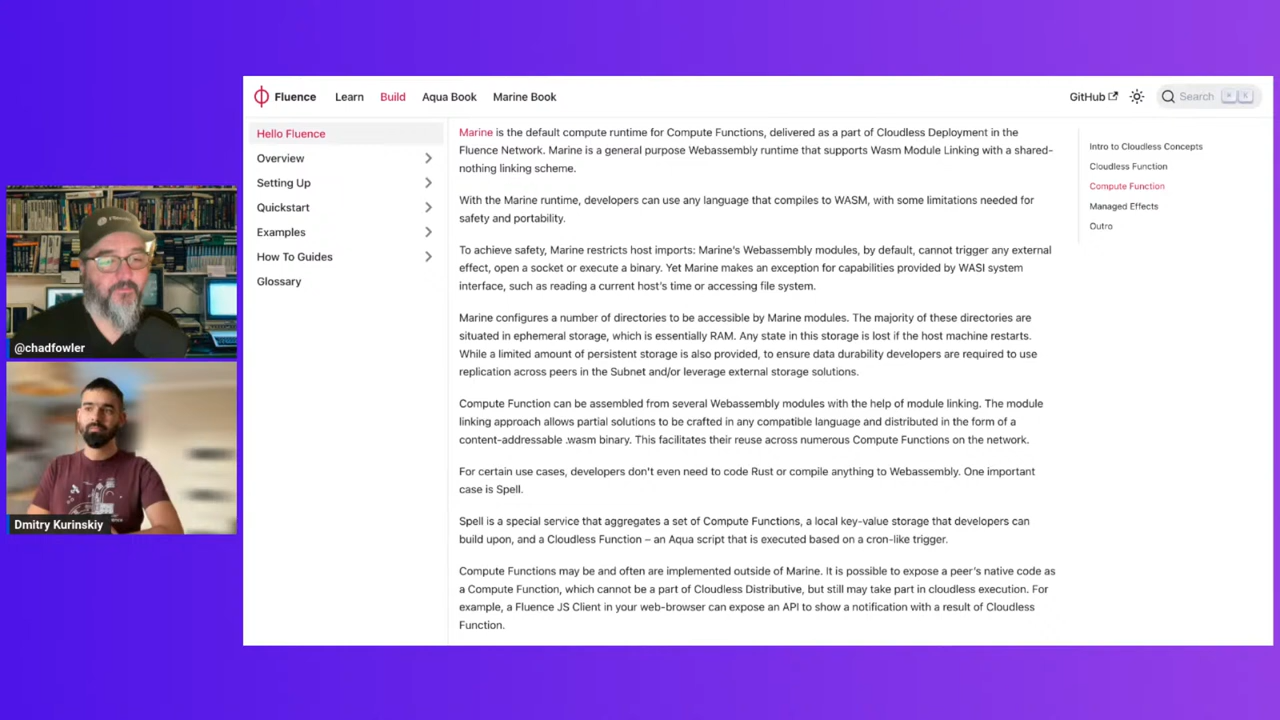 Fluence
Learn
Build
Aqua Book
Marine Book
GitHub
Search
⌘ K
Hello Fluence
Overview
Setting Up
Quickstart
Examples
How To Guides
Glossary
Marine is the default compute runtime for Compute Functions, delivered as a part of Cloudless Deployment in the
Fluence Network. Marine is a general purpose Webassembly runtime that supports Wasm Module Linking with a shared-
nothing linking scheme.
With the Marine runtime, developers can use any language that compiles to WASM, with some limitations needed for
safety and portability.
To achieve safety, Marine restricts host imports: Marine's Webassembly modules, by default, cannot trigger any external
effect, open a socket or execute a binary. Yet Marine makes an exception for capabilities provided by WASI system
interface, such as reading a current host's time or accessing file system.
Marine configures a number of directories to be accessible by Marine modules. The majority of these directories are
situated in ephemeral storage, which is essentially RAM. Any state in this storage is lost if the host machine restarts.
While a limited amount of persistent storage is also provided, to ensure data durability developers are required to use
replication across peers in the Subnet and/or leverage external storage solutions.
Compute Function can be assembled from several Webassembly modules with the help of module linking. The module
linking approach allows partial solutions to be crafted in any compatible language and distributed in the form of a
content-addressable .wasm binary. This facilitates their reuse across numerous Compute Functions on the network.
For certain use cases, developers don't even need to code Rust or compile anything to Webassembly. One important
case is Spell.
Spell is a special service that aggregates a set of Compute Functions, a local key-value storage that developers can
build upon, and a Cloudless Function – an Aqua script that is executed based on a cron-like trigger.
Compute Functions may be and often are implemented outside of Marine. It is possible to expose a peer's native code as
a Compute Function, which cannot be a part of Cloudless Distributive, but still may take part in cloudless execution. For
example, a Fluence JS Client in your web-browser can expose an API to show a notification with a result of Cloudless
Function.
Intro to Cloudless Concepts
Cloudless Function
Compute Function
Managed Effects
Outro
@chadfowler
Dmitry Kurinskiy